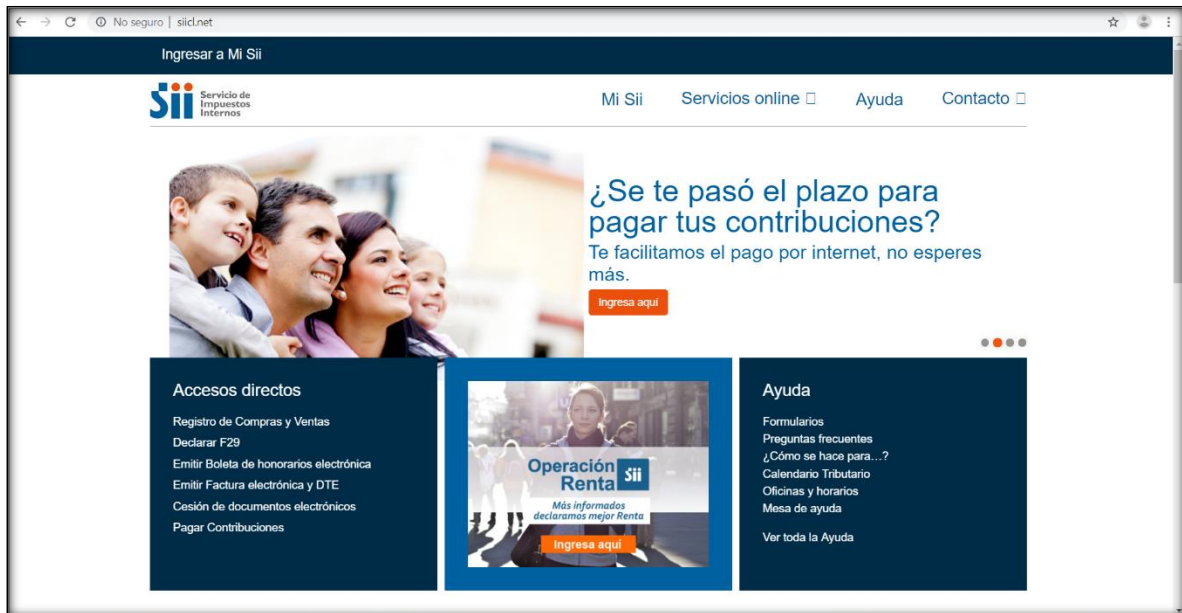 No seguro | siicl.net
Ingresar a Mi Sii
Sii
Servicio de
Impuestos
Internos
Mi Sii
Servicios online
Ayuda
Contacto
¿Se te pasó el plazo para
pagar tus contribuciones?
Te facilitamos el pago por internet, no esperes
más.
Ingresa aquí
Accesos directos
Registro de Compras y Ventas
Declarar F29
Emitir Boleta de honorarios electrónica
Emitir Factura electrónica y DTE
Cesión de documentos electrónicos
Pagar Contribuciones
Operación
Renta
Sii
Más informados
declaramos mejor Renta
Ingresa aquí
Ayuda
Formularios
Preguntas frecuentes
¿Cómo se hace para...?
Calendario Tributario
Oficinas y horarios
Mesa de ayuda
Ver toda la Ayuda